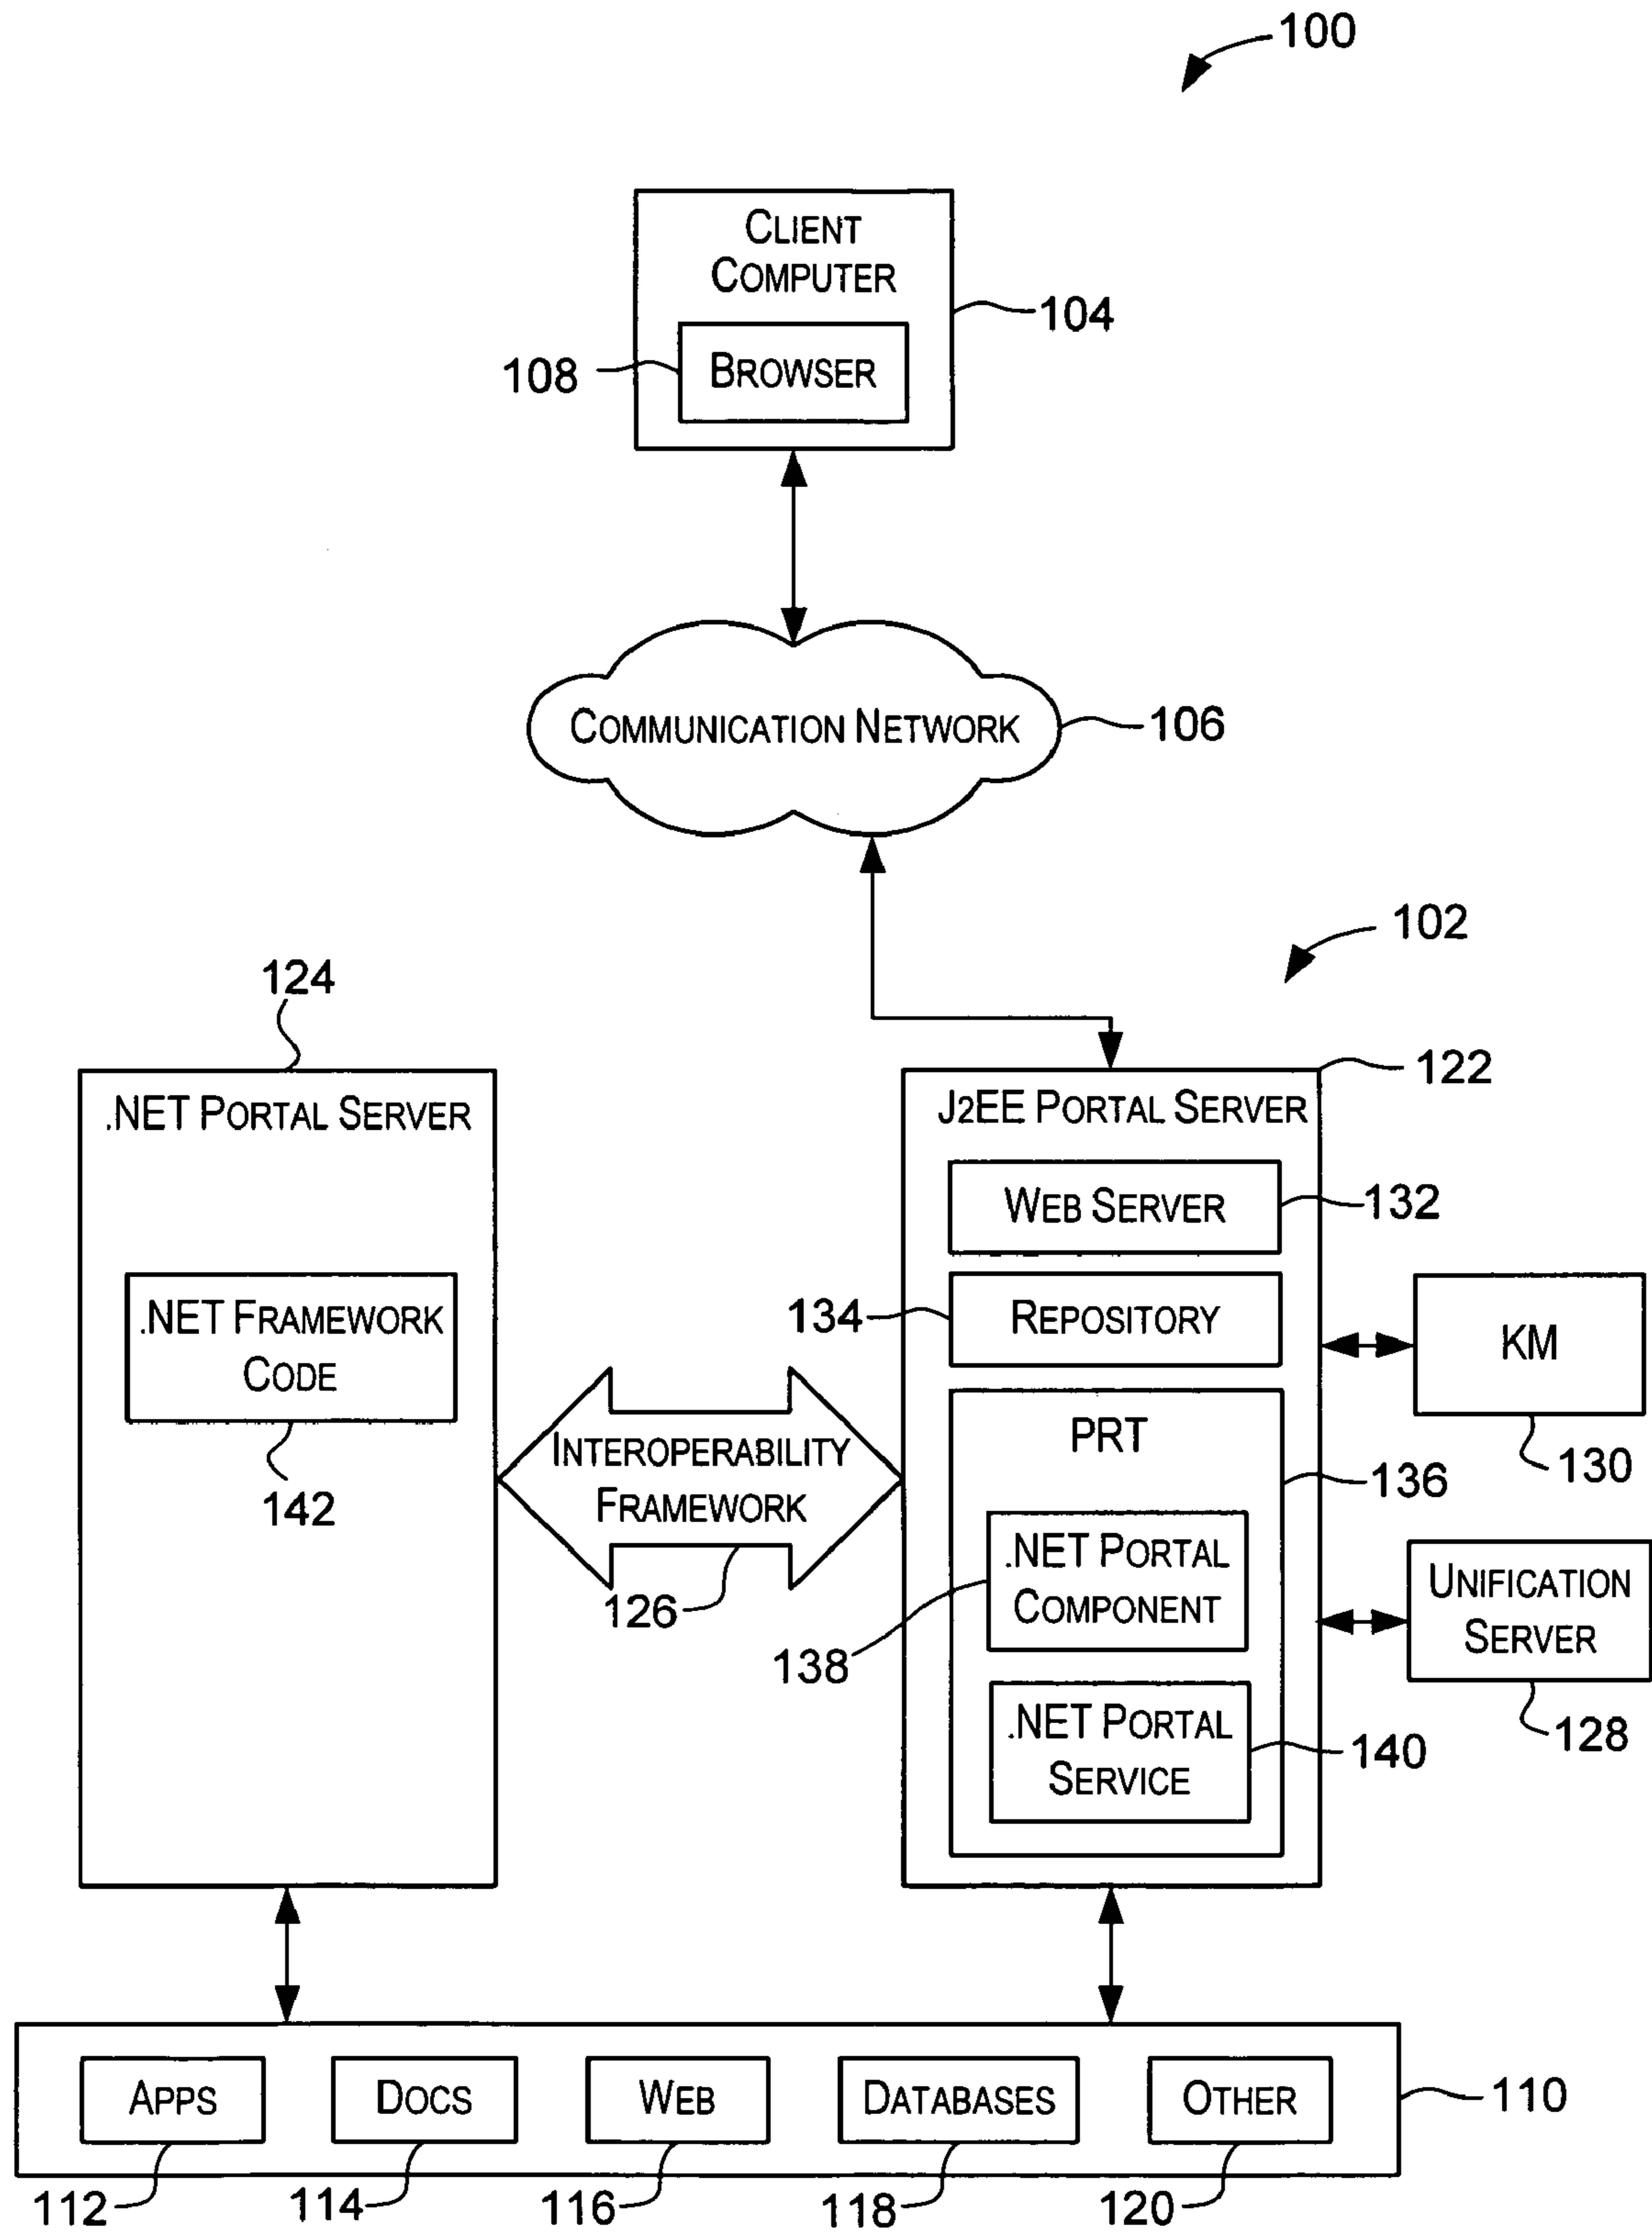 100
CLIENT
COMPUTER
104
108
BROWSER
COMMUNICATION NETWORK
106
102
124
122
.NET PORTAL SERVER
J2EE PORTAL SERVER
WEB SERVER
132
.NET FRAMEWORK
CODE
142
134
REPOSITORY
KM
130
INTEROPERABILITY
FRAMEWORK
126
PRT
136
.NET PORTAL
COMPONENT
138
UNIFICATION
SERVER
128
.NET PORTAL
SERVICE
140
APPS
DOCS
WEB
DATABASES
OTHER
110
112
114
116
118
120